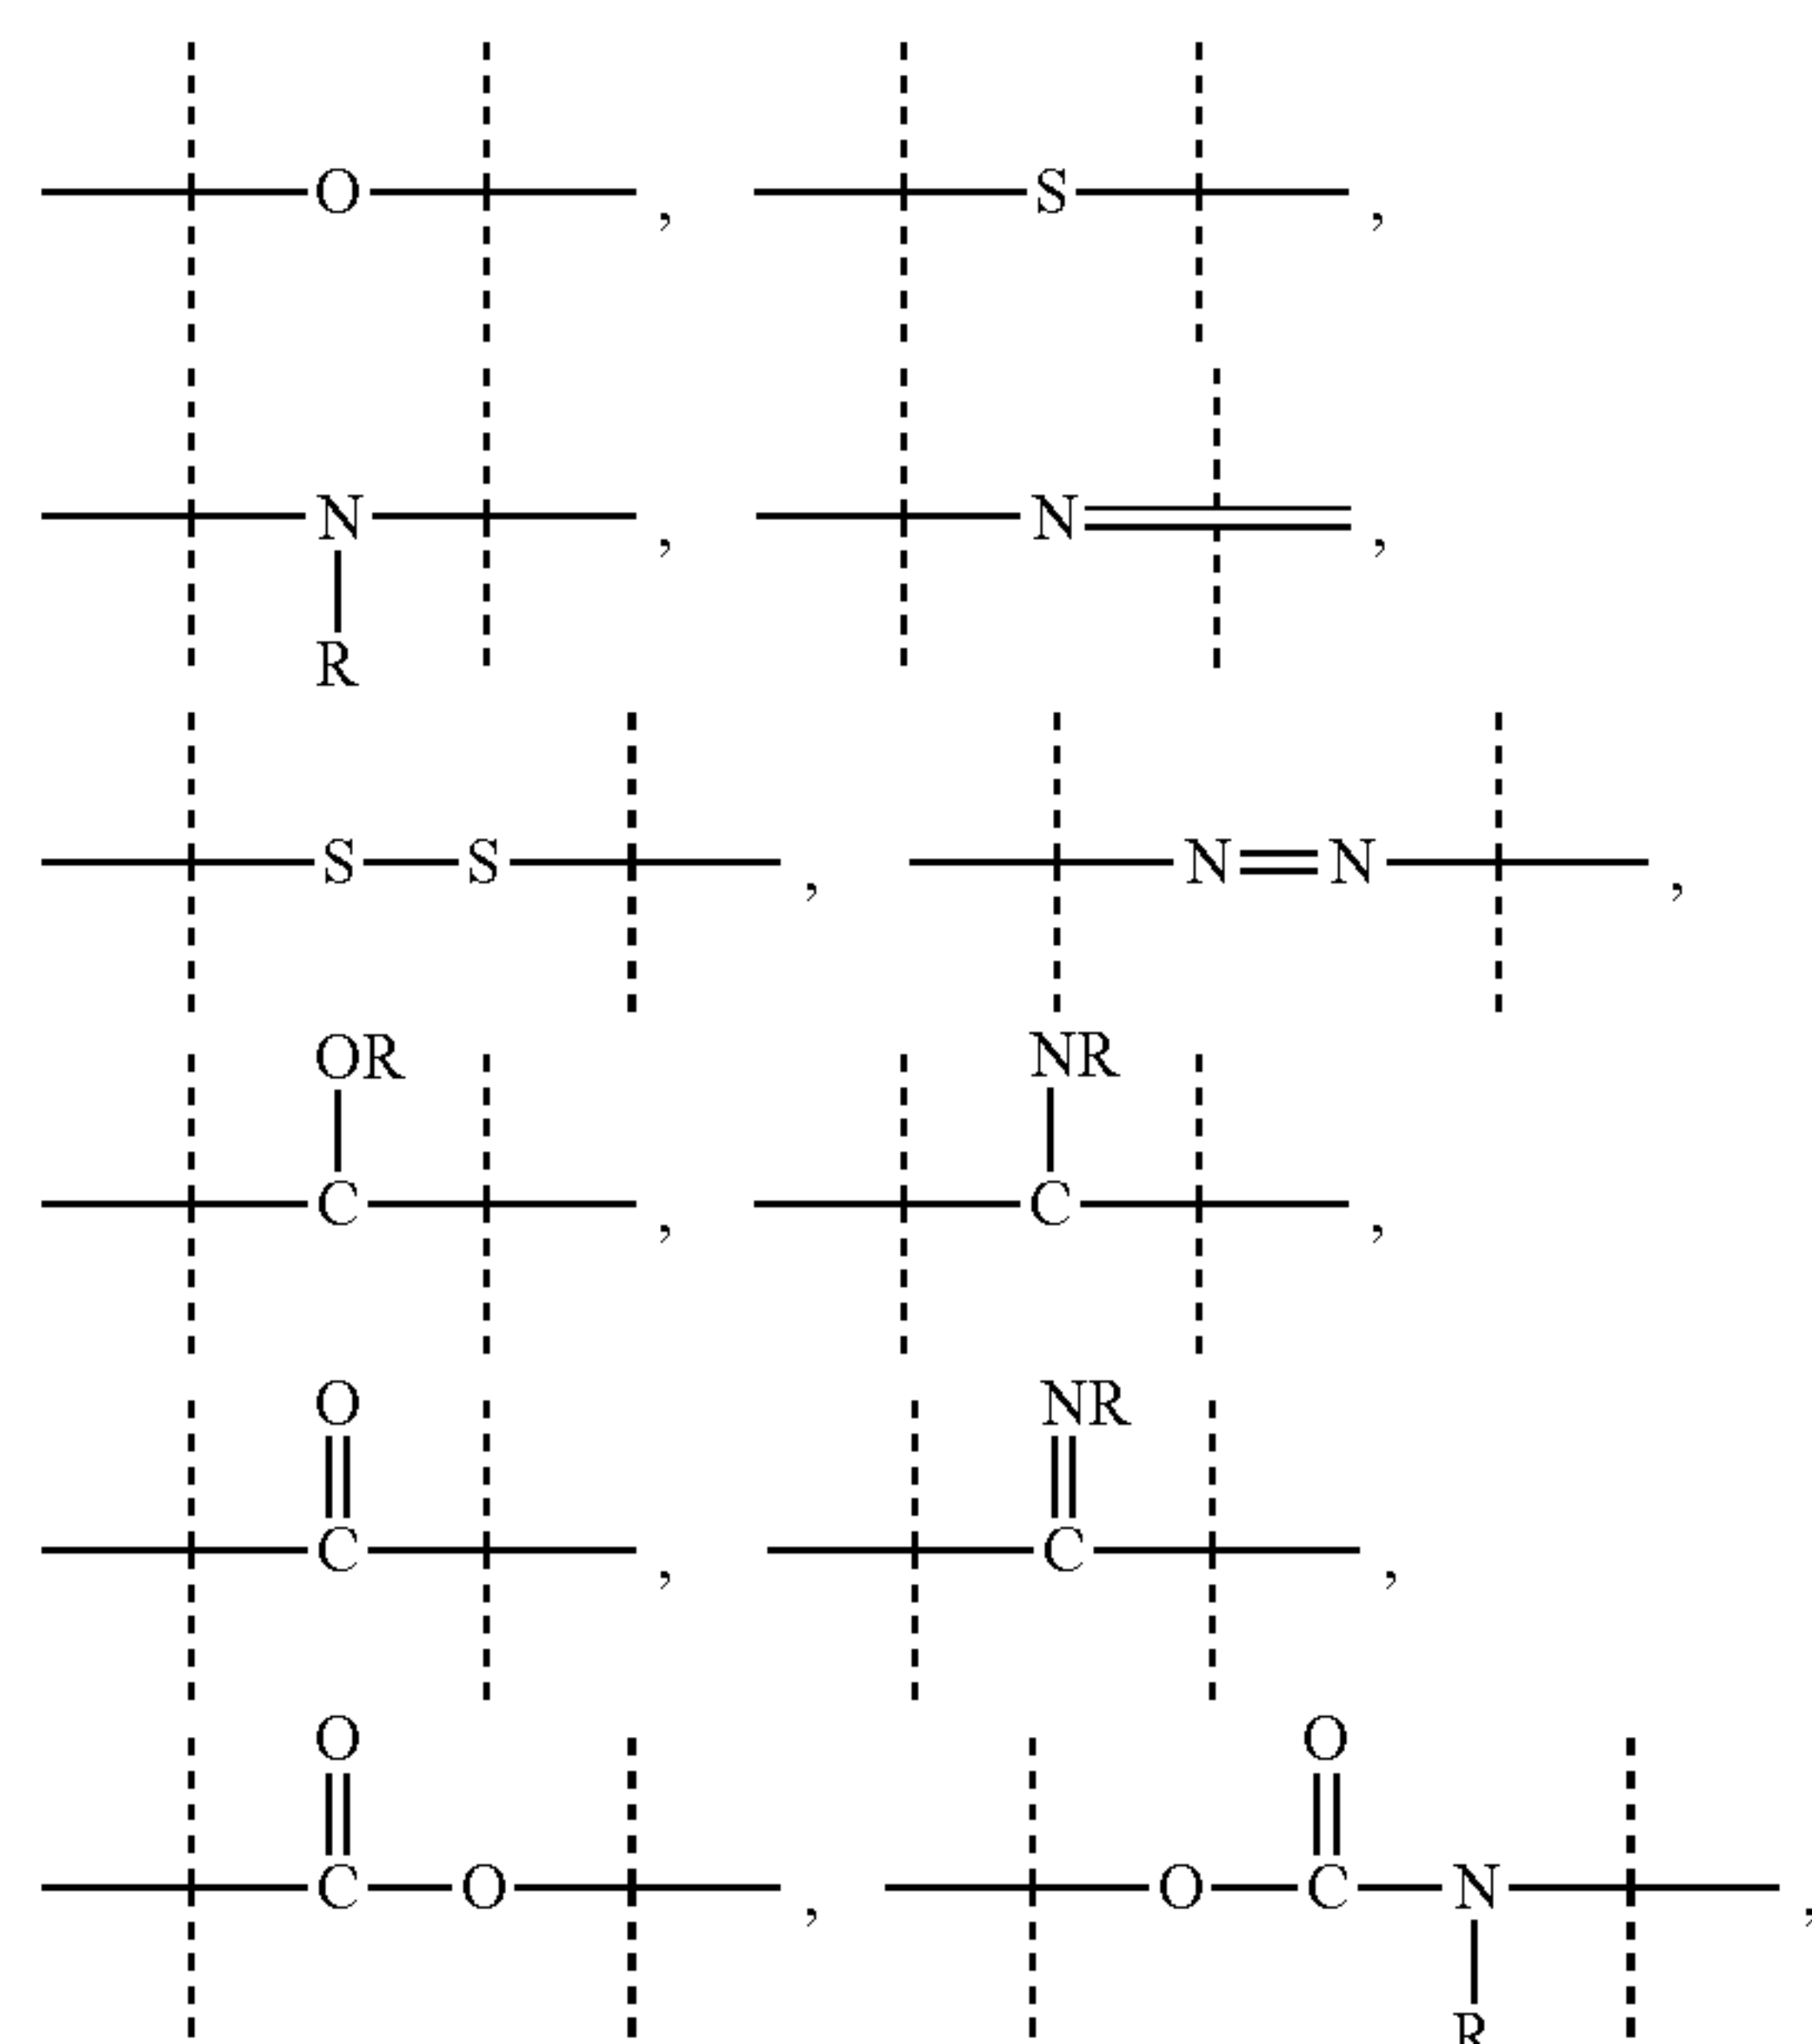 O, S,
N, N,
R
S S, N N,
OR NR
C, C,
O NR
C, C,
O O
C O, O C N,
R